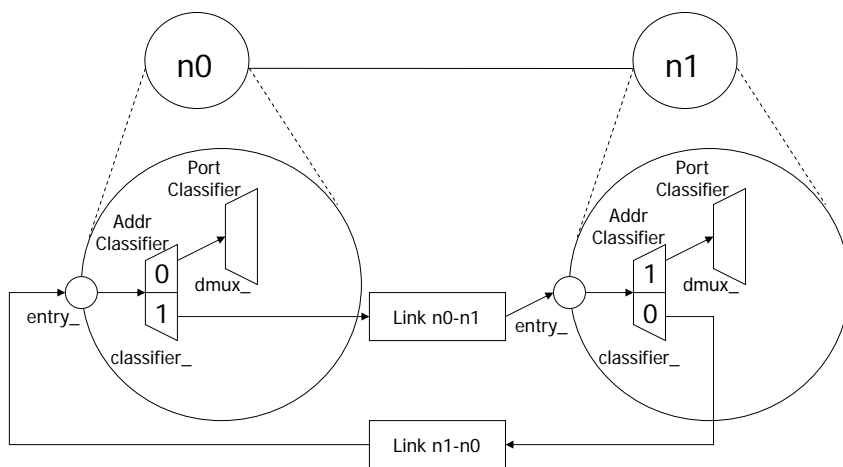 n0
n1
Port
Classifier
Addr
Classifier
0
1
dmux_
entry_
classifier_
Link n0-n1
Port
Classifier
Addr
Classifier
1
0
dmux_
entry_
classifier_
Link n1-n0